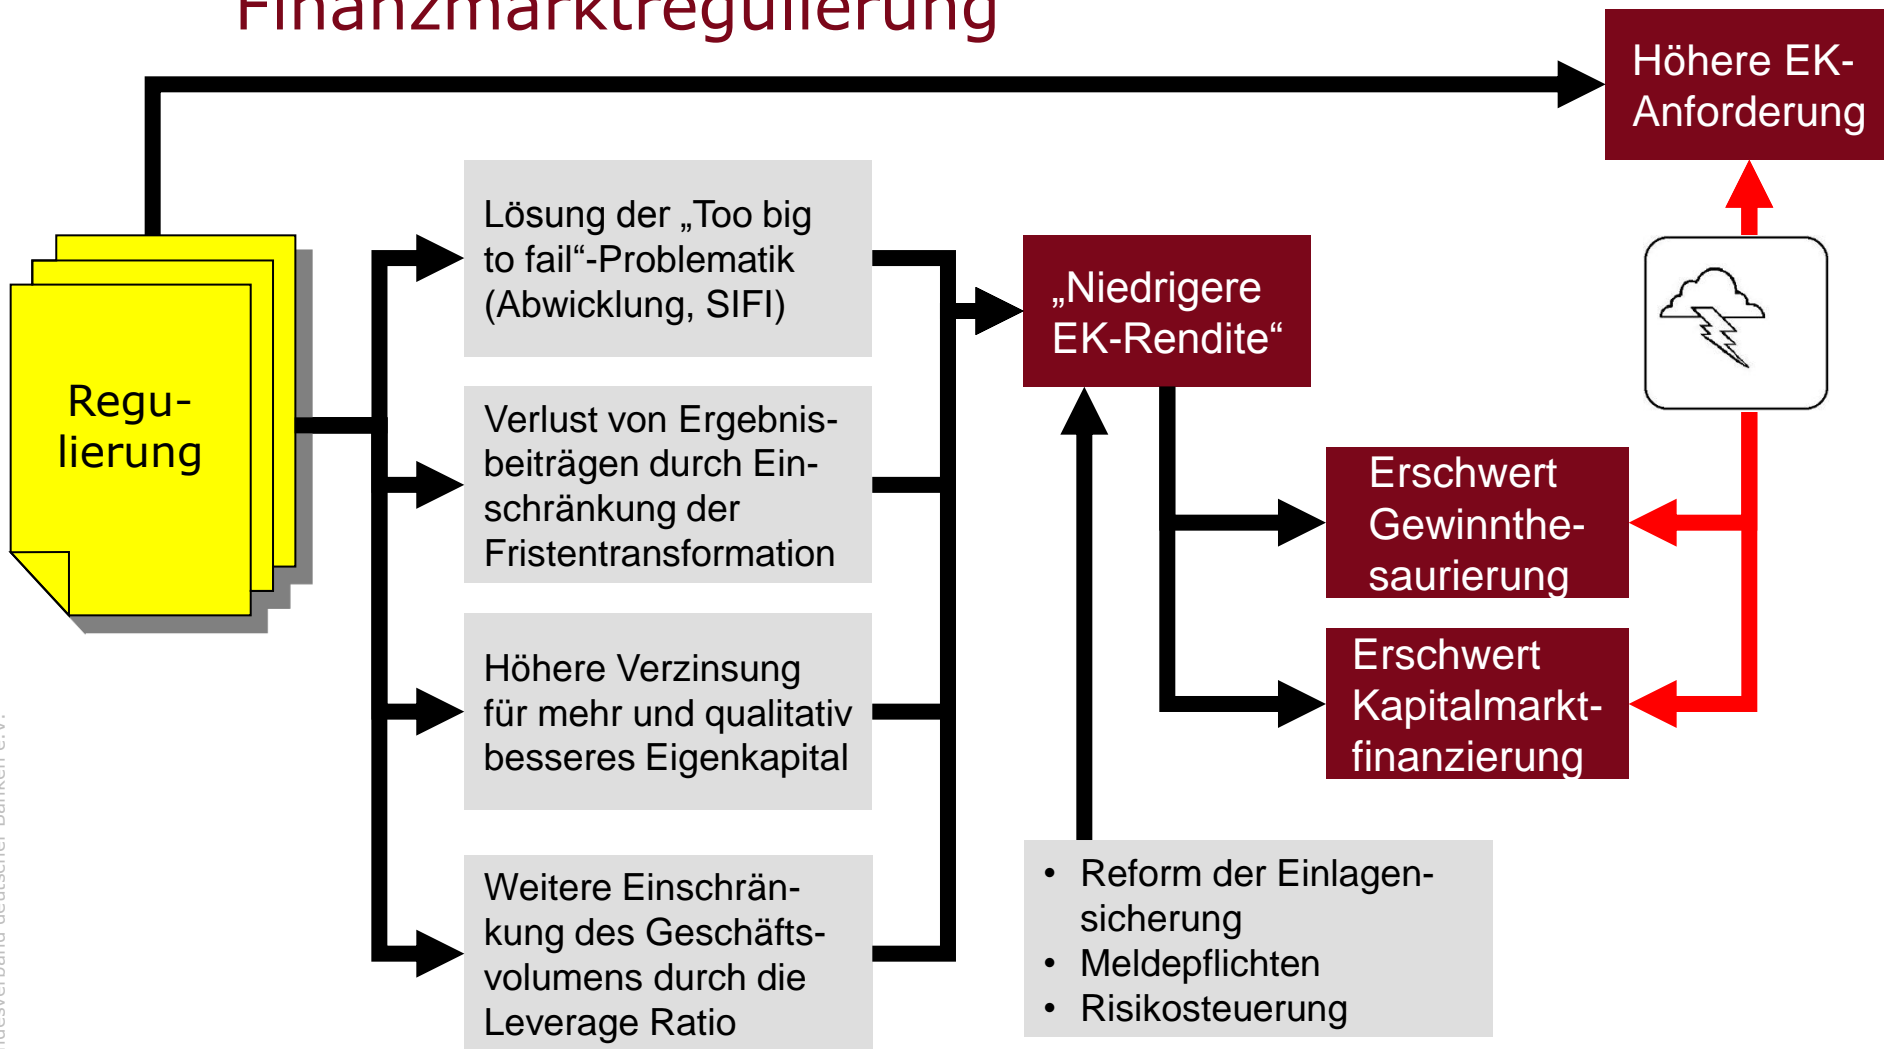 Finanzmarktregulierung
Höhere EK-
Anforderung
Lösung der „Too big
to fail“-Problematik
(Abwicklung, SIFI)
„Niedrigere
EK-Rendite“
Regu-
lierung
Verlust von Ergebnis-
beiträgen durch Ein-
schränkung der
Fristentransformation
Erschwert
Gewinnthe-
saurierung
Höhere Verzinsung
für mehr und qualitativ
besseres Eigenkapital
Erschwert
Kapitalmarkt-
finanzierung
Weitere Einschrän-
kung des Geschäfts-
volumens durch die
Leverage Ratio
• Reform der Einlagen-
sicherung
• Meldepflichten
• Risikosteuerung
deutscher Banken e.V.